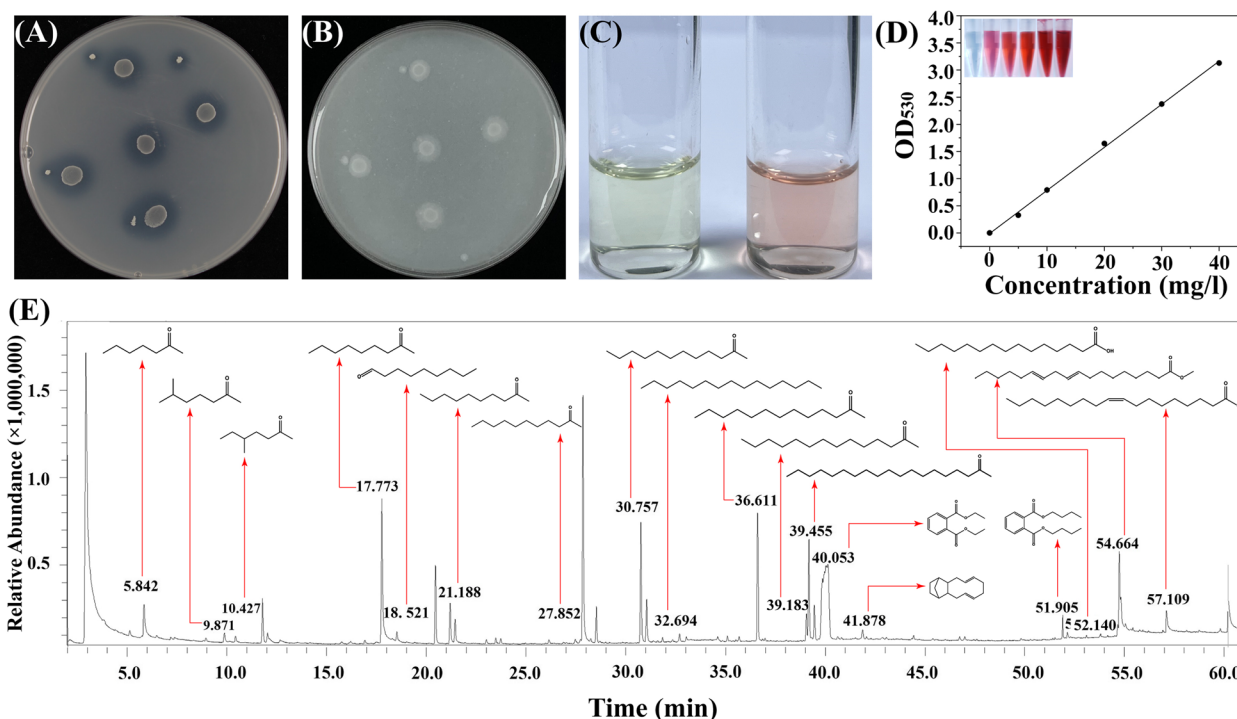 (A)
(B)
(C)
(D)
4.0
3.5
3.0
2.5
1.5
1.0
0.5
0.0
OD530
0
10
20
30
40
Concentration (mg/l)
(E)
Relative Abundance (×1,000,000)
1.5
1.0
0.5
O
O
O
O
O
O
O
O
O
O
O
O
OH
O
O
O
O
O
O
O
O
O
O
O
5.842
9.871
10.427
17.773
18. 521
21.188
27.852
30.757
32.694
36.611
39.183
39.455
40.053
41.878
51.905
52.140
54.664
57.109
5.0
10.0
15.0
20.0
25.0
30.0
35.0
40.0
45.0
50.0
55.0
60.0
Time (min)